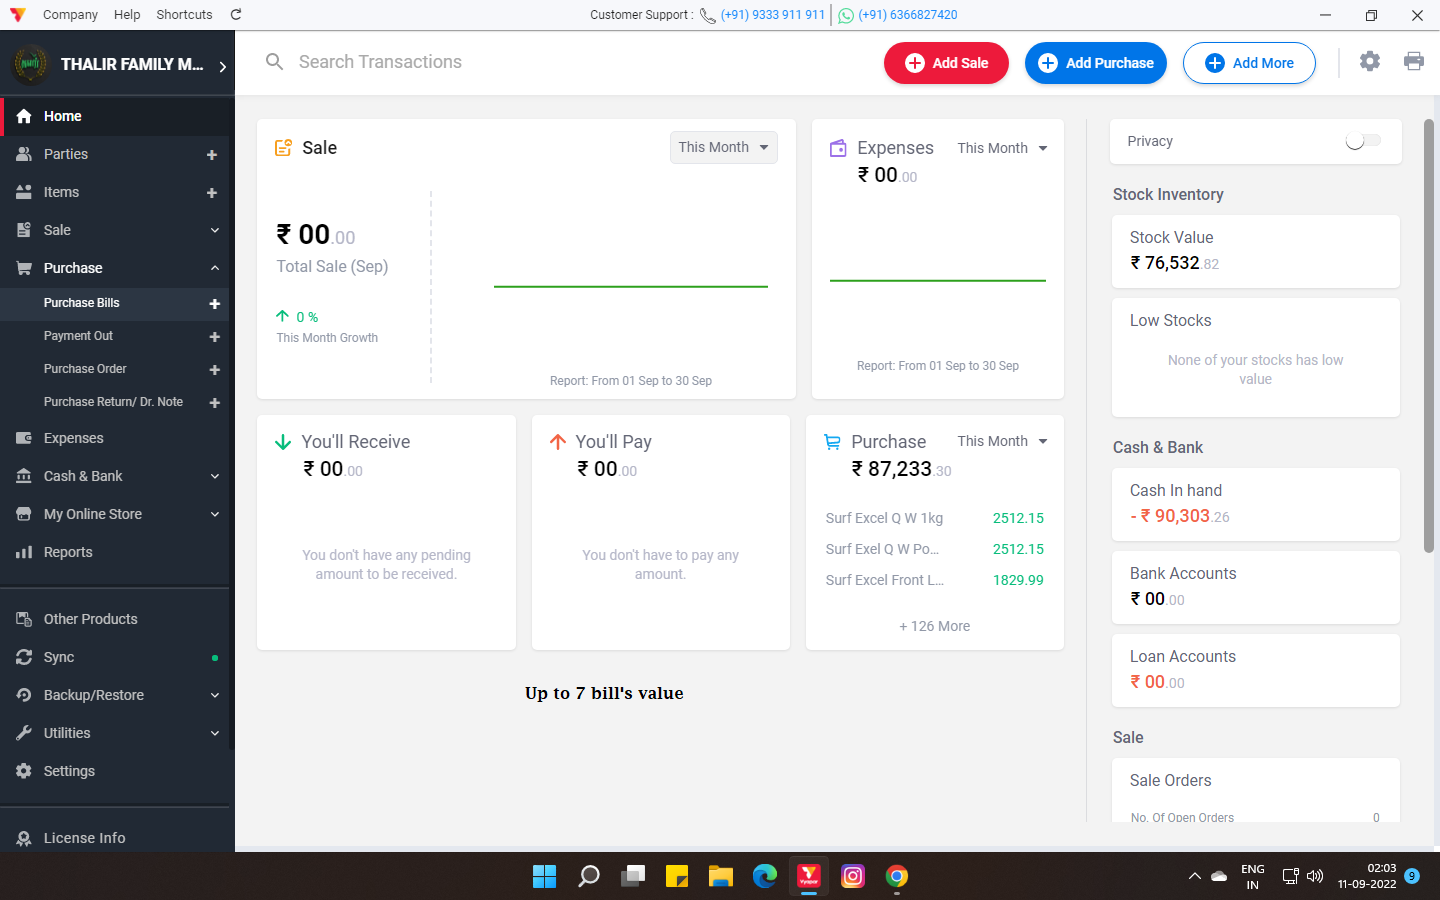 Company Help Shortcuts
Customer Support : (+91) 9333 911 911 (+91) 6366827420
THALIR FAMILY M...
Search Transactions
Add Sale
Add Purchase
Add More
Home
Parties
Items
Sale
Purchase
Purchase Bills
Payment Out
Purchase Order
Purchase Return/ Dr. Note
Expenses
Cash & Bank
My Online Store
Reports
Other Products
Sync
Backup/Restore
Utilities
Settings
License Info
Sale
This Month
₹ 00.00
Total Sale (Sep)
0 %
This Month Growth
Report: From 01 Sep to 30 Sep
Expenses
This Month
₹ 00.00
Report: From 01 Sep to 30 Sep
You'll Receive
₹ 00.00
You don't have any pending
amount to be received.
You'll Pay
₹ 00.00
You don't have to pay any
amount.
Purchase
This Month
₹ 87,233.30
Surf Excel Q W 1kg 2512.15
Surf Exel Q W Po... 2512.15
Surf Excel Front L... 1829.99
+ 126 More
Up to 7 bill's value
Privacy
Stock Inventory
Stock Value
₹ 76,532.82
Low Stocks
None of your stocks has low
value
Cash & Bank
Cash In hand
- ₹ 90,303.26
Bank Accounts
₹ 00.00
Loan Accounts
₹ 00.00
Sale
Sale Orders
No. Of Open Orders 0
Vyapar
ENG
IN
02:03
11-09-2022
9